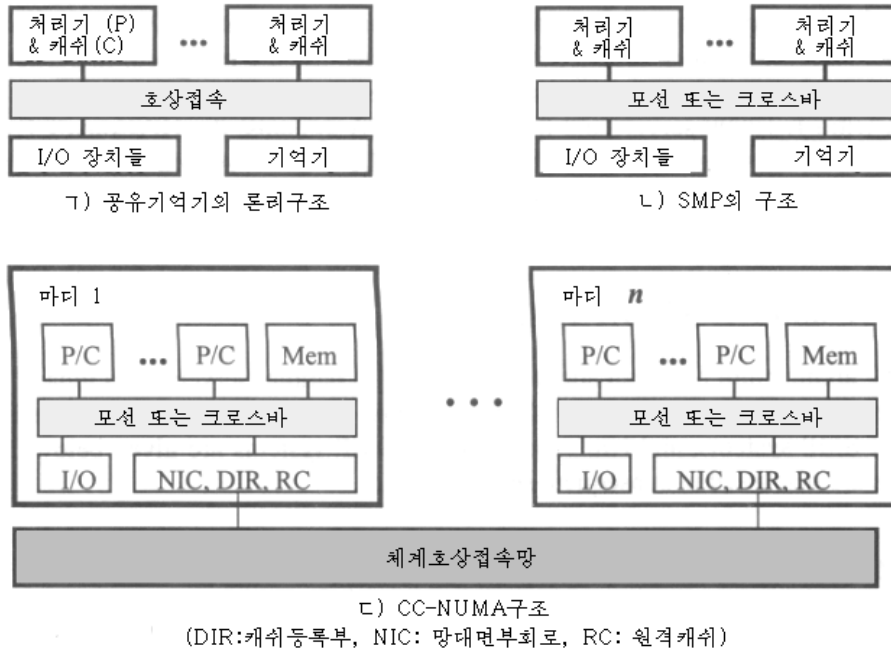 처리기 (P)
& 캐쉬(C)
...
처리기
& 캐쉬
호상접속
I/O 장치들
기억기
ㄱ) 공유기억기의 론리구조
처리기
& 캐쉬
...
처리기
& 캐쉬
모선 또는 크로스바
I/O 장치들
기억기
ㄴ) SMP의 구조
마디 1
P/C
...
P/C
Mem
모선 또는 크로스바
I/O
NIC, DIR, RC
...
마디 n
P/C
...
P/C
Mem
모선 또는 크로스바
I/O
NIC, DIR, RC
체계호상접속망
ㄷ) CC-NUMA구조
(DIR:캐쉬등록부, NIC: 망대면부회로, RC: 원격캐쉬)